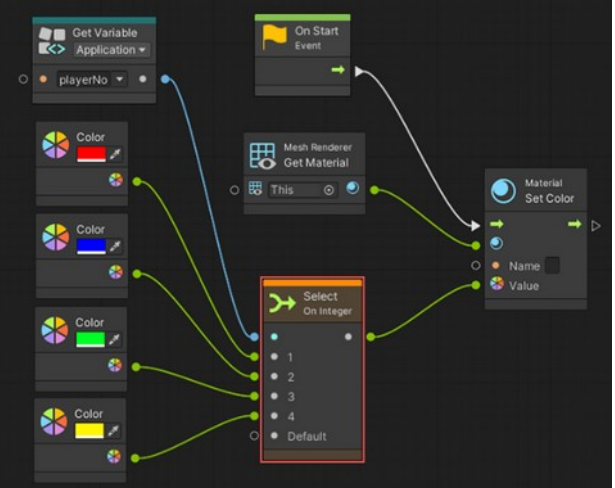 Get Variable
Application
playerNo
On Start
Event
Color
Mesh Renderer
Get Material
This
Material
Set Color
Name
Value
Color
Select
On Integer
1
2
3
4
Default
Color
Color